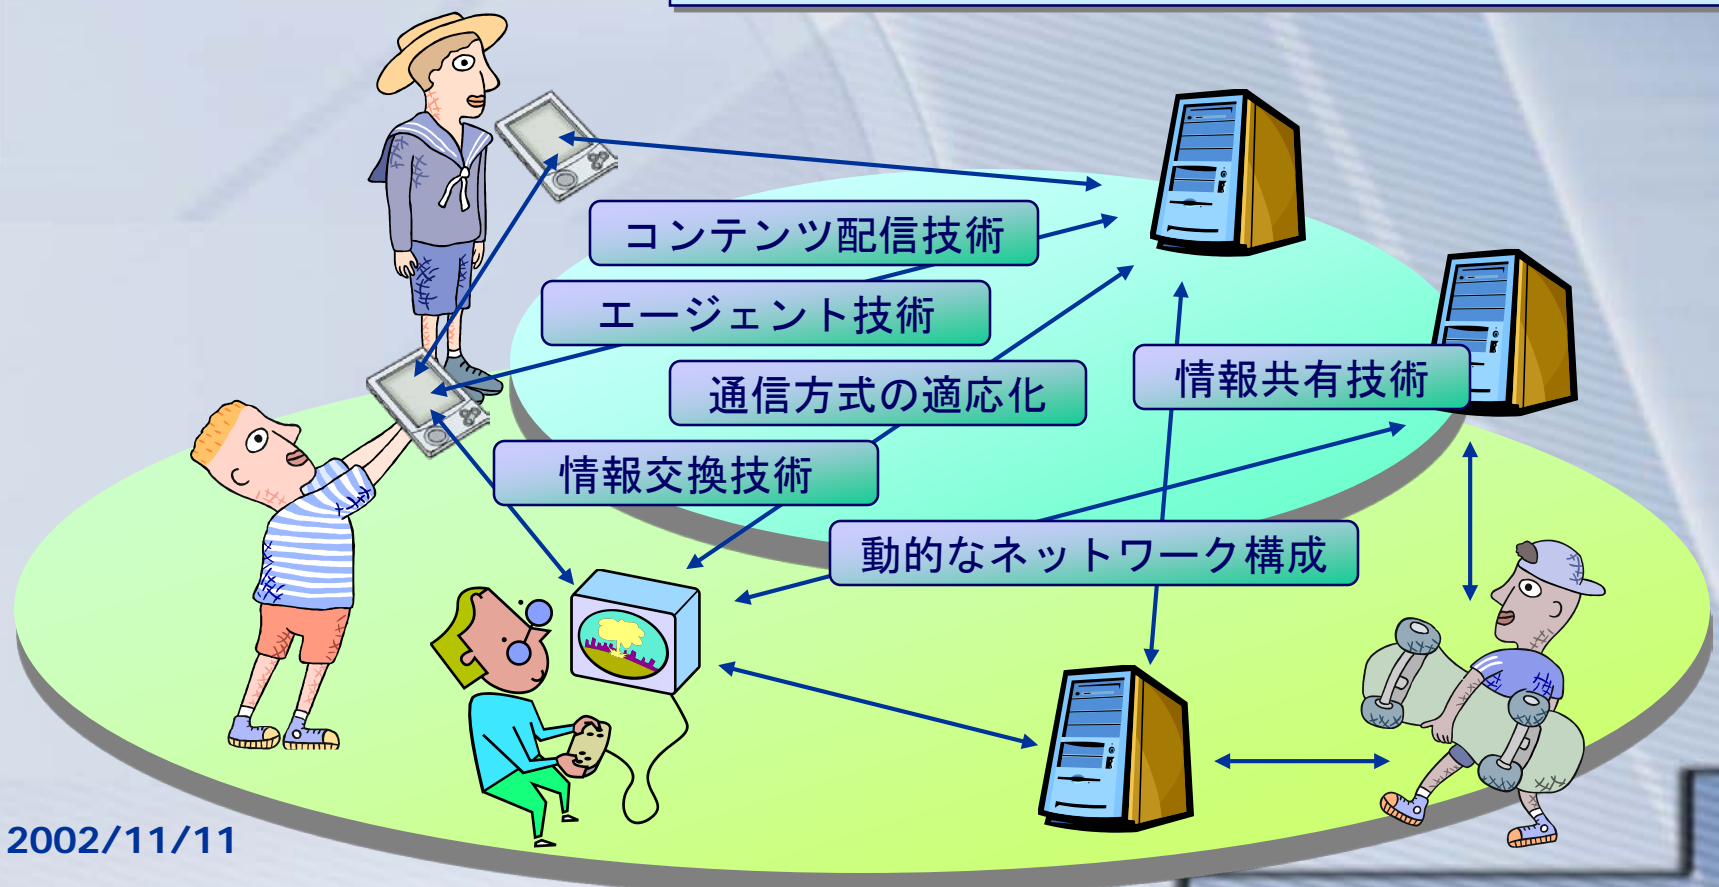 コンテンツ配信技術
エージェント技術
通信方式の適応化
情報共有技術
情報交換技術
動的なネットワーク構成
2002/11/11